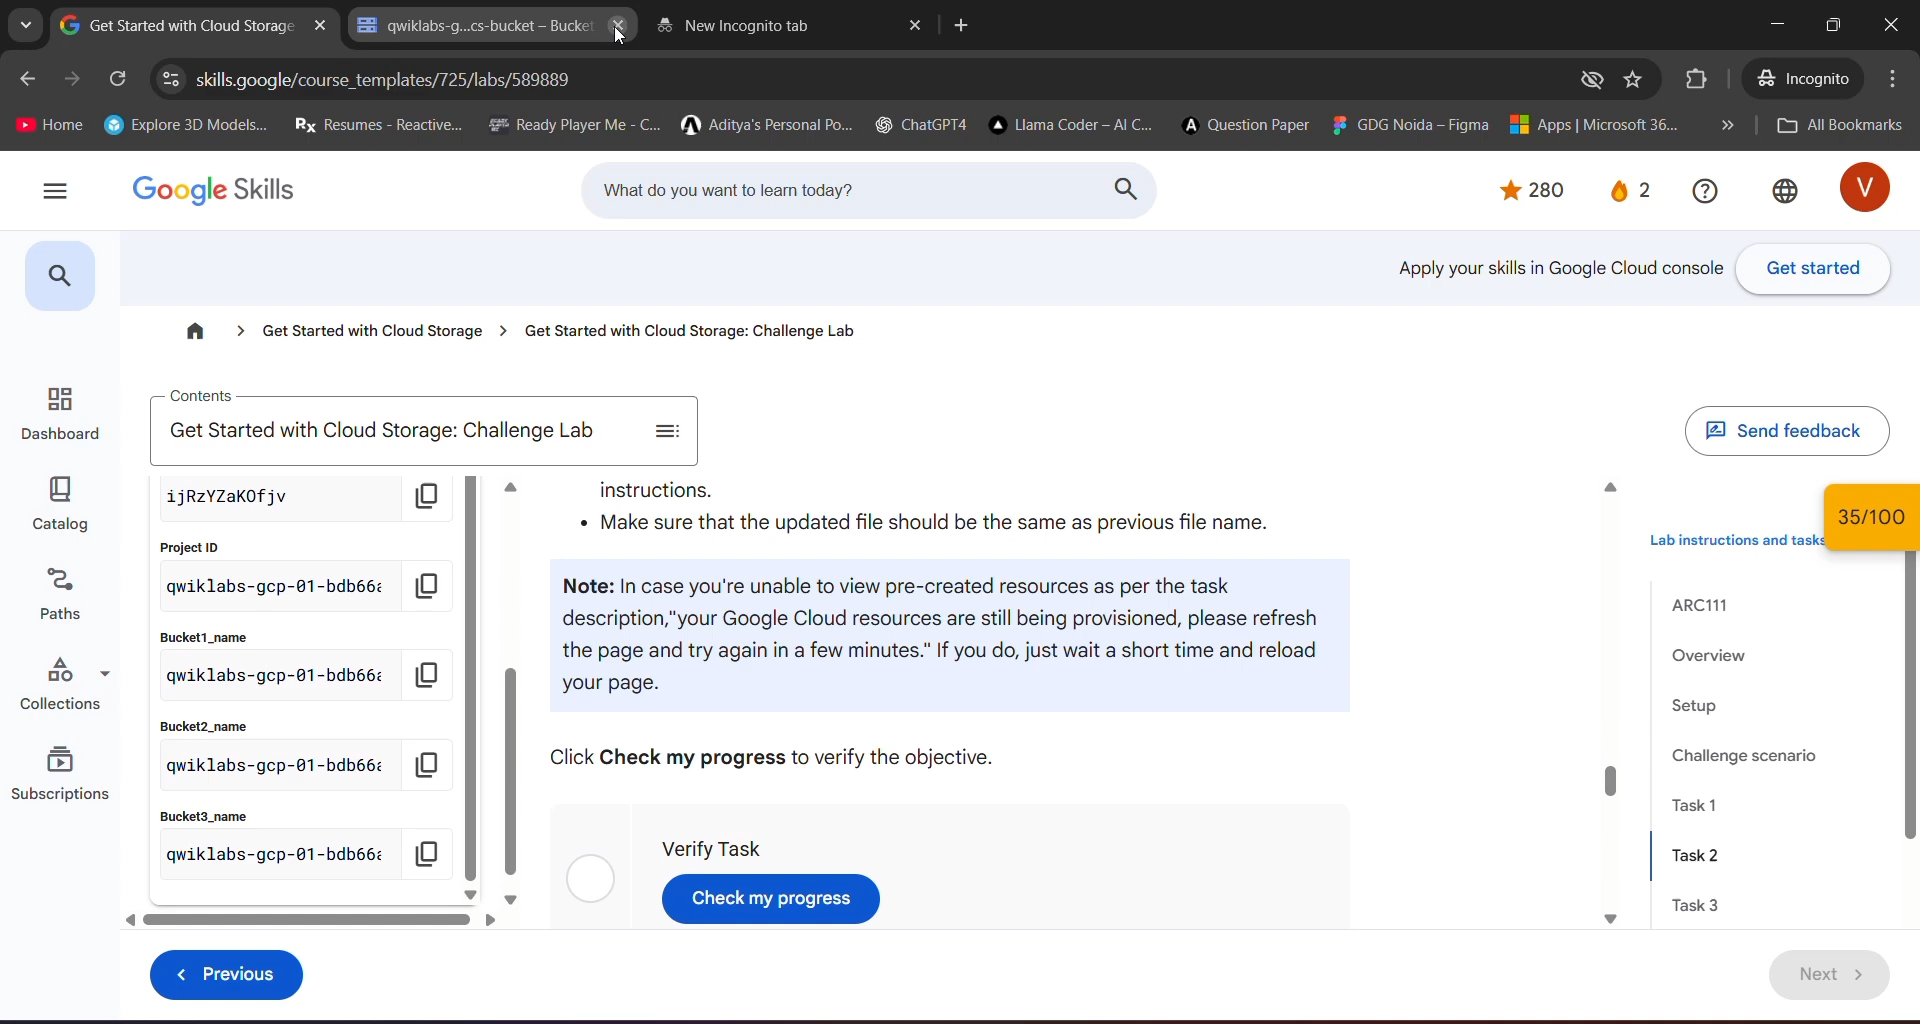 Get Started with Cloud Storage
qwiklabs-g...cs-bucket – Bucket
New Incognito tab
skills.google/course_templates/725/labs/589889
Incognito
Home
Explore 3D Models...
Rx Resumes - Reactive...
Ready Player Me - C...
Aditya's Personal Po...
ChatGPT4
Llama Coder – AI C...
Question Paper
GDG Noida – Figma
Apps | Microsoft 36...
»
All Bookmarks
Google Skills
What do you want to learn today?
280
2
V
Apply your skills in Google Cloud console
Get started
Get Started with Cloud Storage
Get Started with Cloud Storage: Challenge Lab
Dashboard
Catalog
Paths
Collections
Subscriptions
Contents
Get Started with Cloud Storage: Challenge Lab
Send feedback
ijRzYZaKOfjv
Project ID
qwiklabs-gcp-01-bdb66a
Bucket1_name
qwiklabs-gcp-01-bdb66a
Bucket2_name
qwiklabs-gcp-01-bdb66a
Bucket3_name
qwiklabs-gcp-01-bdb66a
instructions.
• Make sure that the updated file should be the same as previous file name.
Note: In case you're unable to view pre-created resources as per the task
description,"your Google Cloud resources are still being provisioned, please refresh
the page and try again in a few minutes." If you do, just wait a short time and reload
your page.
Click Check my progress to verify the objective.
Verify Task
Check my progress
35/100
Lab instructions and tasks
ARC111
Overview
Setup
Challenge scenario
Task 1
Task 2
Task 3
Previous
Next